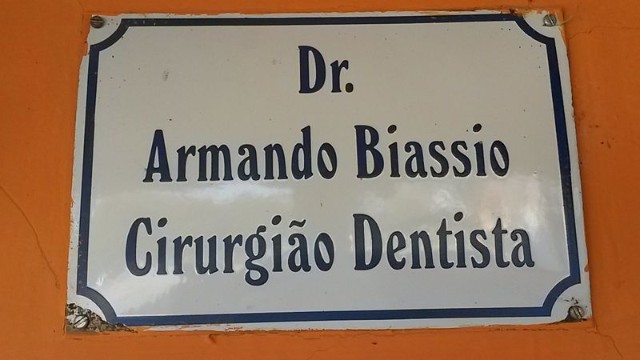 Dr.
Armando Biassio
Cirurgião Dentista